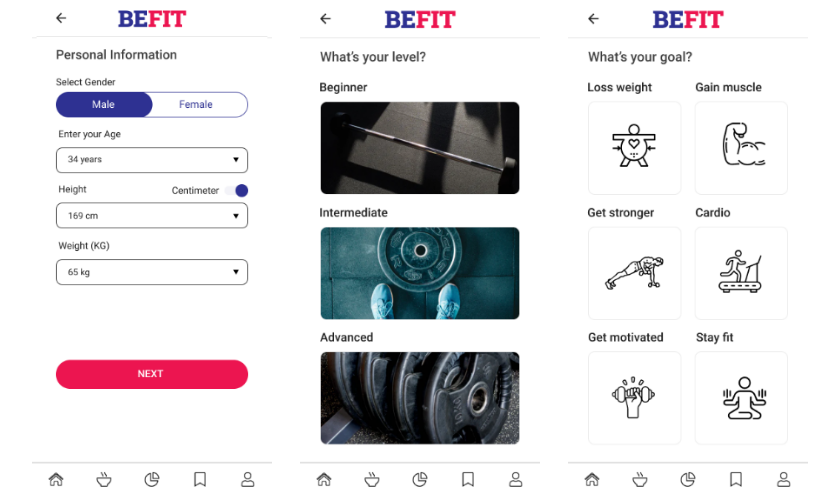 BEFIT
Personal Information
Select Gender
Male Female
Enter your Age
34 years
Height Centimeter
169 cm
Weight (KG)
65 kg
NEXT
BEFIT
What's your level?
Beginner
Intermediate
Advanced
BEFIT
What's your goal?
Loss weight Gain muscle
Get stronger Cardio
Get motivated Stay fit